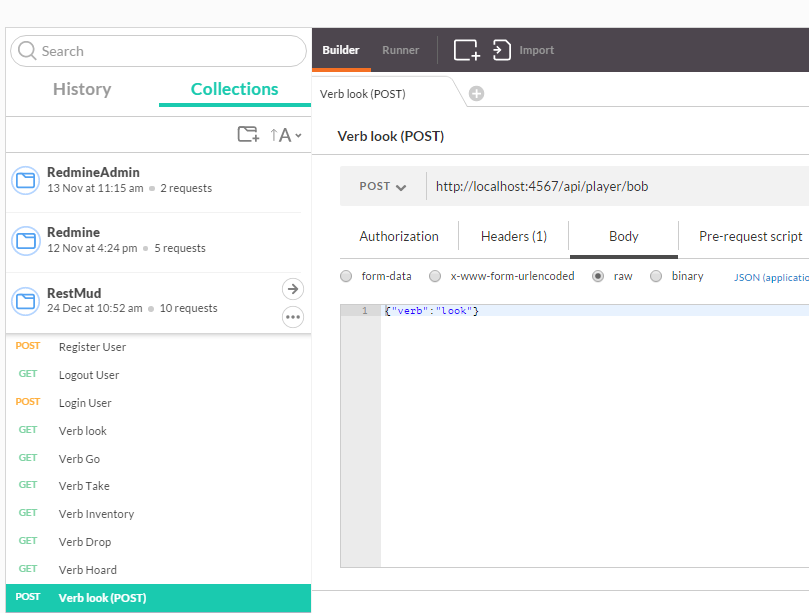 Search
History
Collections
↑A
RedmineAdmin
13 Nov at 11:15 am ● 2 requests
Redmine
12 Nov at 4:24 pm ● 5 requests
RestMud
24 Dec at 10:52 am ● 10 requests
POST Register User
GET Logout User
POST Login User
GET Verb look
GET Verb Go
GET Verb Take
GET Verb Inventory
GET Verb Drop
GET Verb Hoard
POST Verb look (POST)
Builder
Runner
Import
Verb look (POST)
Verb look (POST)
POST http://localhost:4567/api/player/bob
Authorization Headers (1) Body Pre-request script
form-data x-www-form-urlencoded raw binary JSON (applicatio
1 {"verb":"look"}